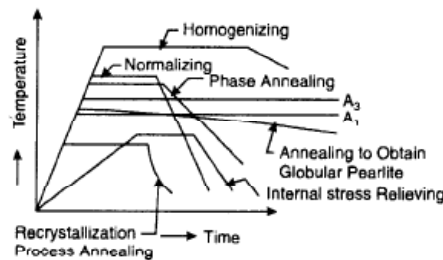 Homogenizing
Normalizing
Phase Annealing
A3
A1
Temperature
Annealing to Obtain
Globular Pearlite
Internal stress Relieving
Recrystallization
Process Annealing
Time